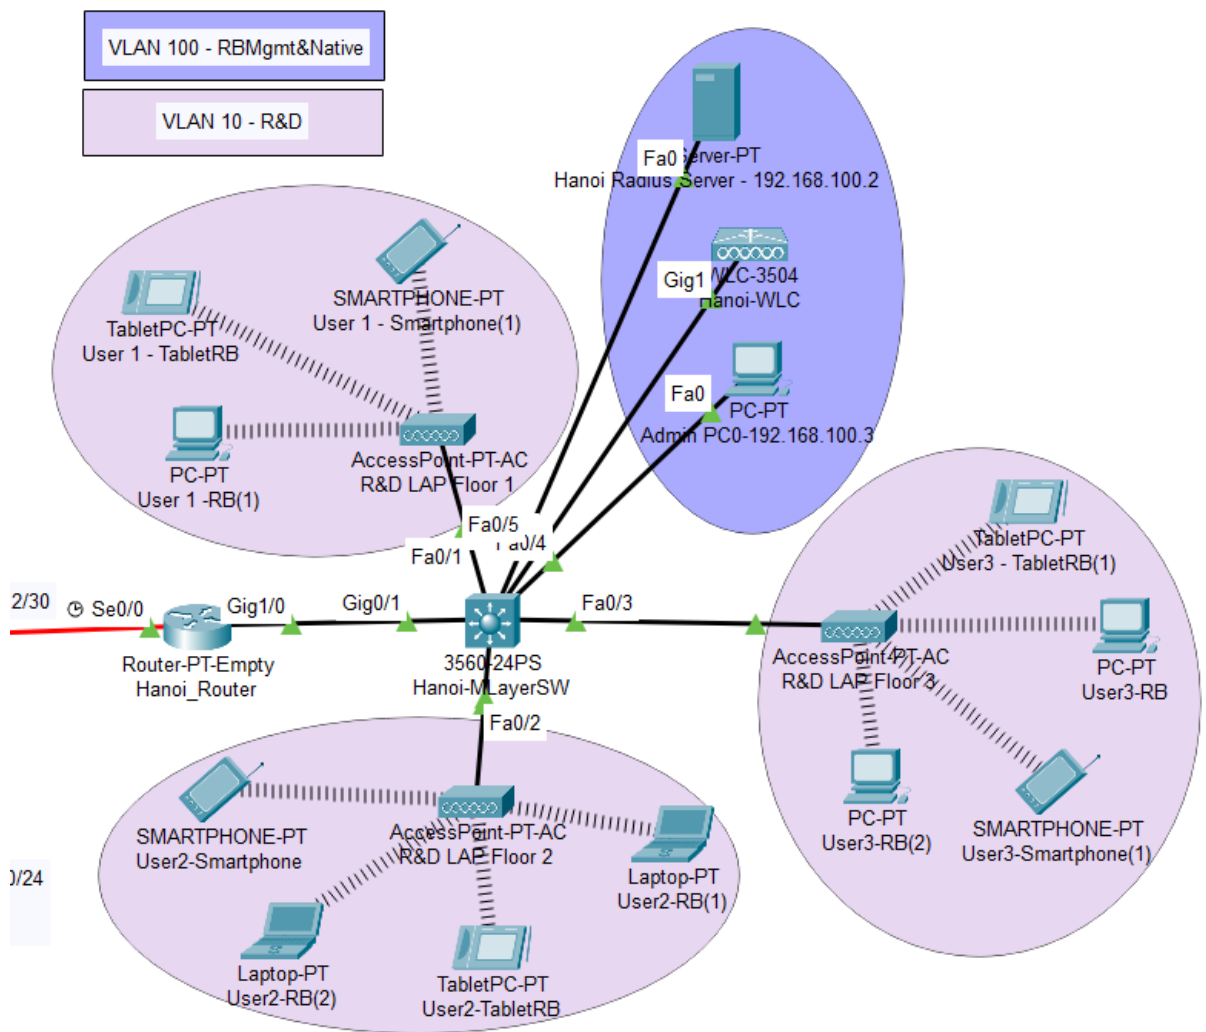 VLAN 100 - RBMgmt&Native
VLAN 10 - R&D
Fa0
Server-PT
Hanoi Radius Server - 192.168.100.2
Gig1
WLC-3504
Hanoi-WLC
Fa0
PC-PT
Admin PC0-192.168.100.3
SMARTPHONE-PT
User 1 - Smartphone(1)
TabletPC-PT
User 1 - TabletRB
PC-PT
User 1 -RB(1)
AccessPoint-PT-AC
R&D LAP Floor 1
Fa0/5
Fa0/4
Fa0/1
TabletPC-PT
User3 - TabletRB(1)
2/30
Se0/0
Gig1/0
Gig0/1
Fa0/3
Router-PT-Empty
Hanoi_Router
3560-24PS
Hanoi-MLayerSW
AccessPoint-PT-AC
R&D LAP Floor 3
PC-PT
User3-RB
Fa0/2
SMARTPHONE-PT
User2-Smartphone
AccessPoint-PT-AC
R&D LAP Floor 2
PC-PT
User3-RB(2)
SMARTPHONE-PT
User3-Smartphone(1)
0/24
Laptop-PT
User2-RB(1)
Laptop-PT
User2-RB(2)
TabletPC-PT
User2-TabletRB